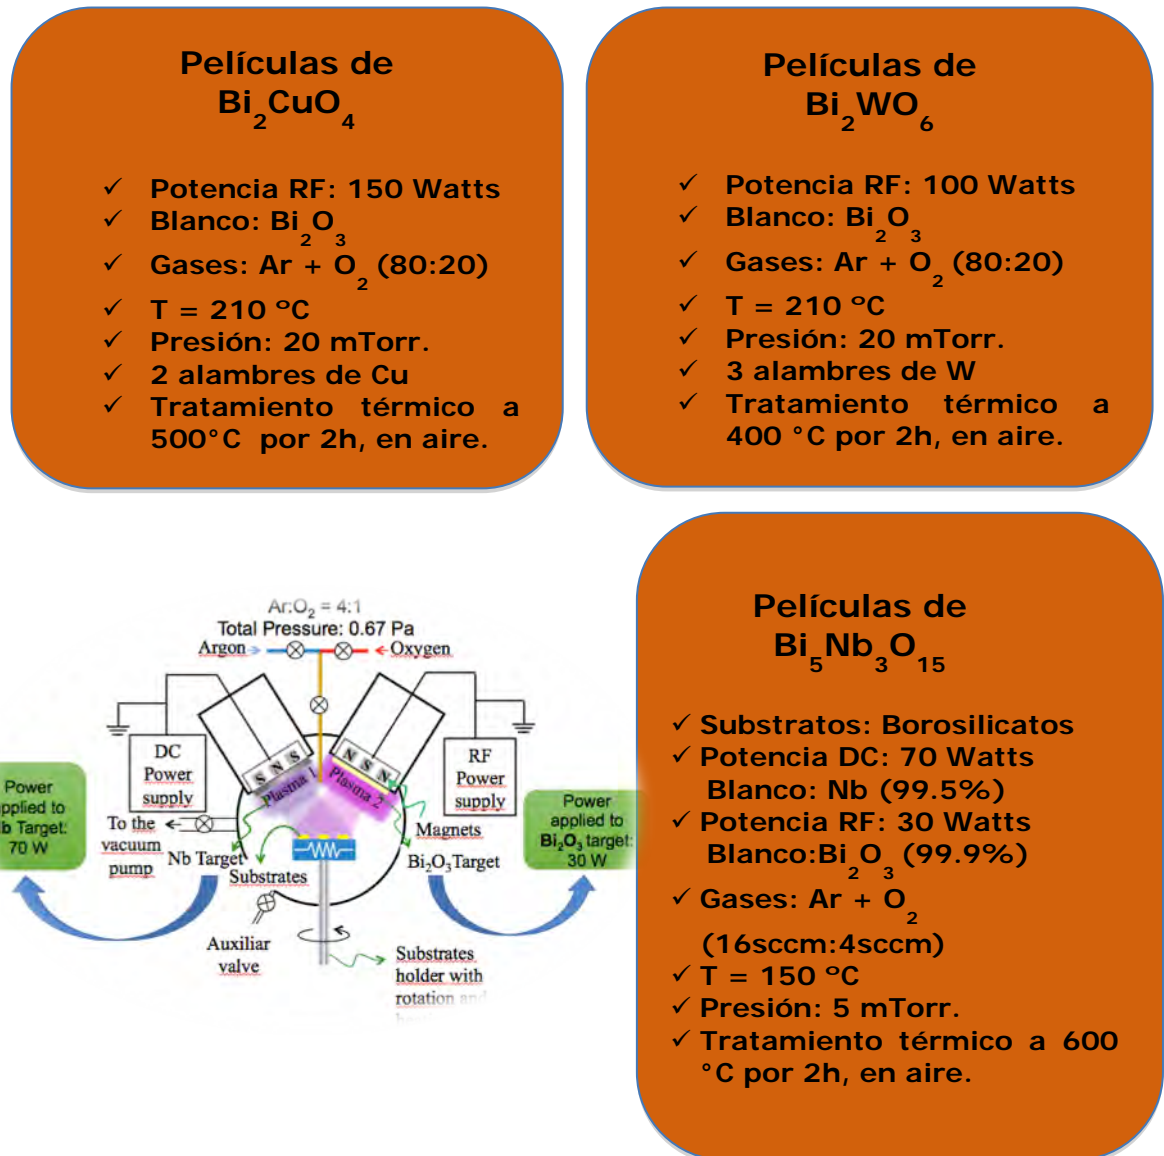 Películas de
Bi₂CuO₄
✓ Potencia RF: 150 Watts
✓ Blanco: Bi₂O₃
✓ Gases: Ar + O₂ (80:20)
✓ T = 210 ºC
✓ Presión: 20 mTorr.
✓ 2 alambres de Cu
✓ Tratamiento térmico a
500°C por 2h, en aire.
Películas de
Bi₂WO₆
✓ Potencia RF: 100 Watts
✓ Blanco: Bi₂O₃
✓ Gases: Ar + O₂ (80:20)
✓ T = 210 ºC
✓ Presión: 20 mTorr.
✓ 3 alambres de W
✓ Tratamiento térmico a
400 °C por 2h, en aire.
Ar:O₂ = 4:1
Total Pressure: 0.67 Pa
Argon
Oxygen
DC
Power
supply
S N S
Plasma 1
N S N
Plasma 2
RF
Power
supply
Power
applied to
Target:
70 W
To the
vacuum
pump
Nb Target
Substrates
Magnets
Bi₂O₃ Target
Power
applied to
Bi₂O₃ target:
30 W
Auxiliar
valve
Substrates
holder with
rotation and
Películas de
Bi₅Nb₃O₁₅
✓ Substratos: Borosilicatos
✓ Potencia DC: 70 Watts
Blanco: Nb (99.5%)
✓ Potencia RF: 30 Watts
Blanco:Bi₂O₃ (99.9%)
✓ Gases: Ar + O₂
(16sccm:4sccm)
✓ T = 150 ºC
✓ Presión: 5 mTorr.
✓ Tratamiento térmico a 600
°C por 2h, en aire.